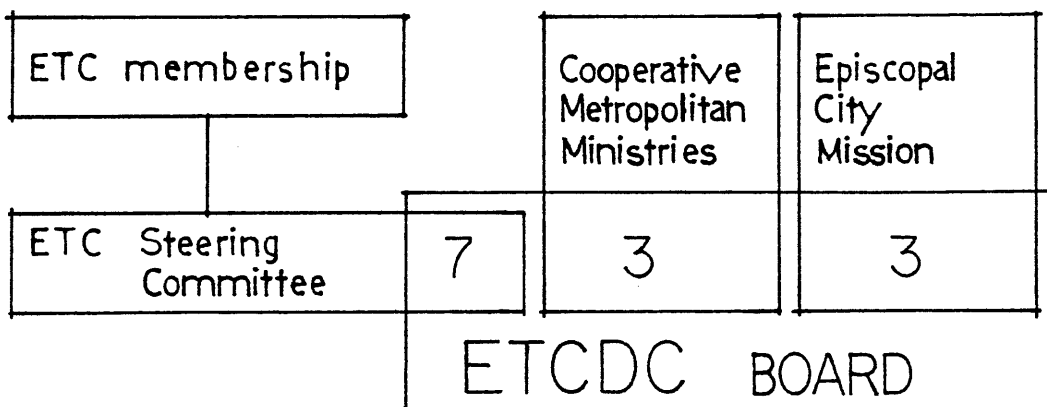 ETC membership
Cooperative
Metropolitan
Ministries
Episcopal
City
Mission
ETC Steering
Committee
7
3
3
ETCDC BOARD